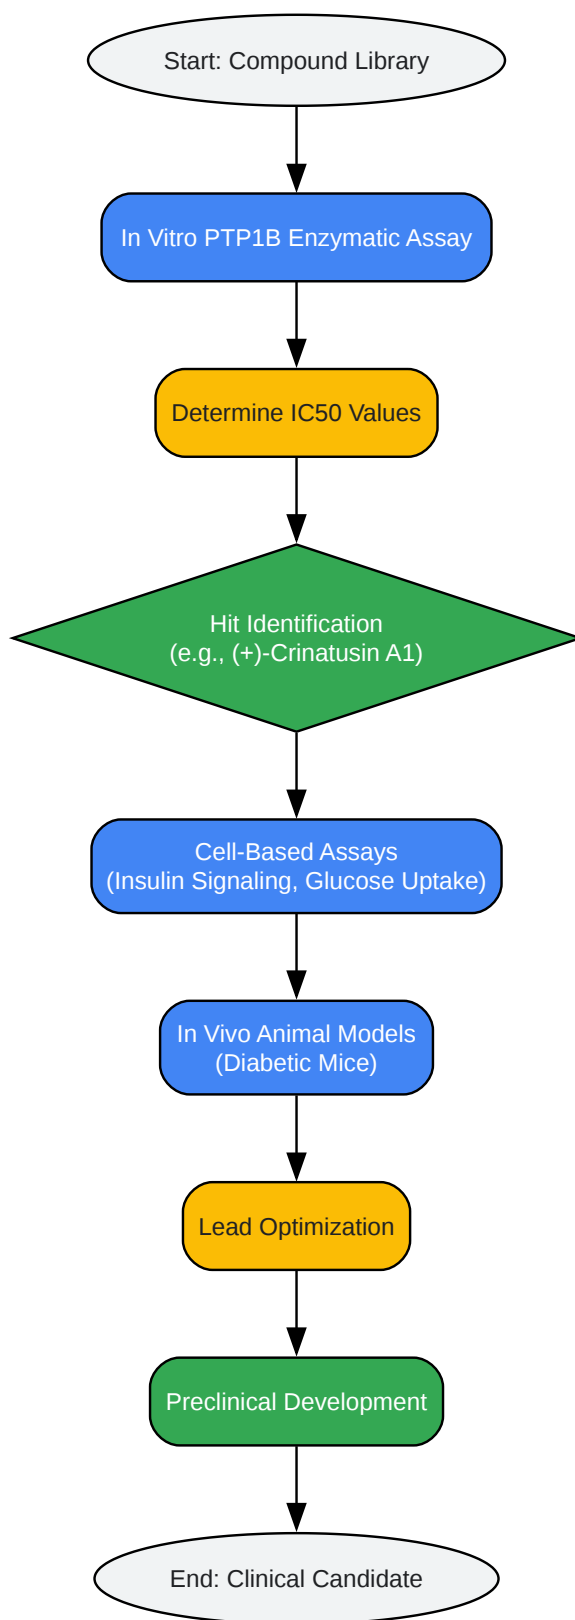 Start: Compound Library
In Vitro PTP1B Enzymatic Assay
Determine IC50 Values
Hit Identification
(e.g., (+)-Crinatusin A1)
Cell-Based Assays
(Insulin Signaling, Glucose Uptake)
In Vivo Animal Models
(Diabetic Mice)
Lead Optimization
Preclinical Development
End: Clinical Candidate